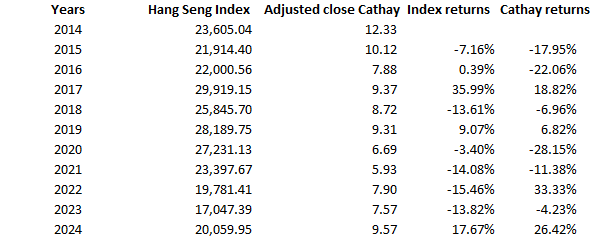 Years Hang Seng Index Adjusted close Cathay Index returns Cathay returns
2014 23,605.04 12.33
2015 21,914.40 10.12 -7.16% -17.95%
2016 22,000.56 7.88 0.39% -22.06%
2017 29,919.15 9.37 35.99% 18.82%
2018 25,845.70 8.72 -13.61% -6.96%
2019 28,189.75 9.31 9.07% 6.82%
2020 27,231.13 6.69 -3.40% -28.15%
2021 23,397.67 5.93 -14.08% -11.38%
2022 19,781.41 7.90 -15.46% 33.33%
2023 17,047.39 7.57 -13.82% -4.23%
2024 20,059.95 9.57 17.67% 26.42%